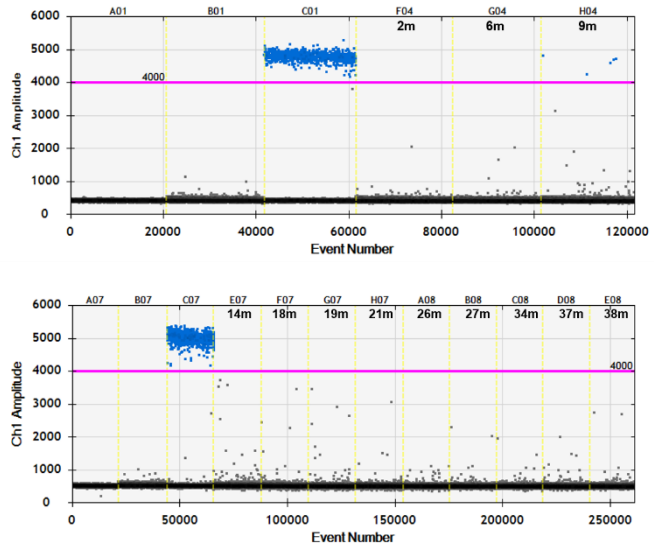 A01 B01 C01 F04 G04 H04
2m 6m 9m
6000
5000
4000
4000
3000
2000
1000
0
Ch1 Amplitude
0 20000 40000 60000 80000 100000 120000
Event Number
A07 B07 C07 E07 F07 G07 H07 A08 B08 C08 D08 E08
14m 18m 19m 21m 26m 27m 34m 37m 38m
6000
5000
4000
4000
3000
2000
1000
0
Ch1 Amplitude
0 50000 100000 150000 200000 250000
Event Number